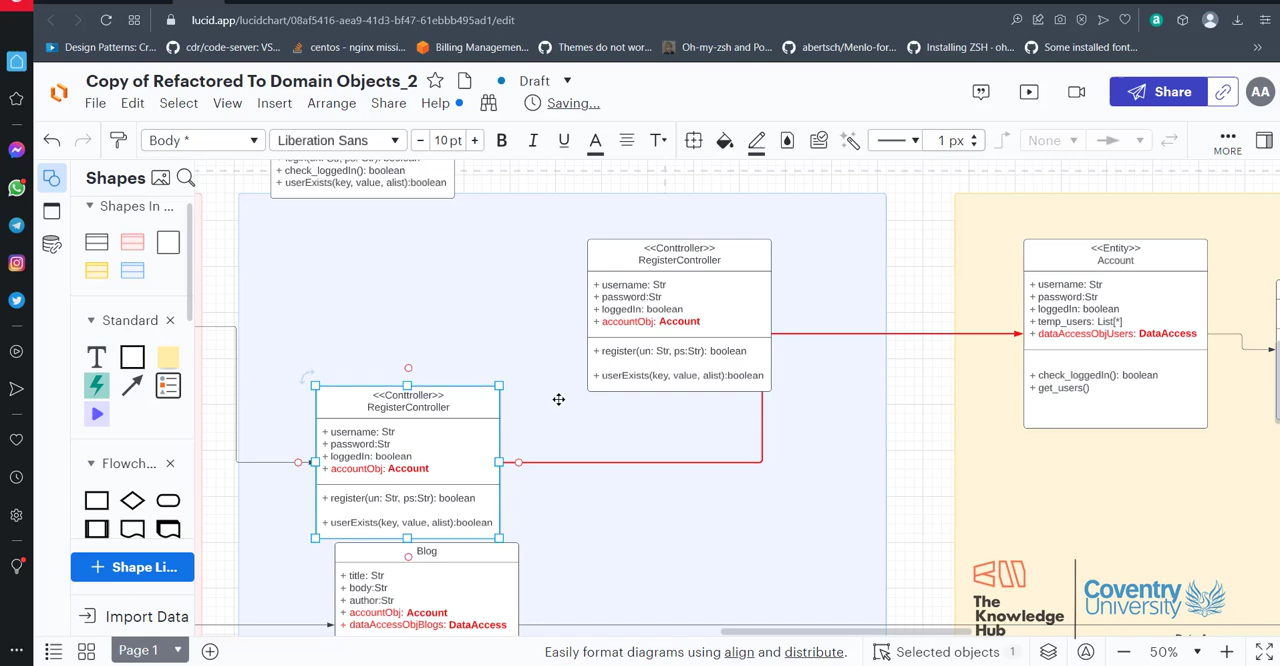 lucid.app/lucidchart/08af5416-aea9-41d3-bf47-61ebbb495ad1/edit
Design Patterns: Cr...
cdr/code-server: VS...
centos - nginx missi...
Billing Managemen...
Themes do not wor...
Oh-my-zsh and Po...
abertsch/Menlo-for...
Installing ZSH · oh...
Some installed font...
Copy of Refactored To Domain Objects_2
Draft
File Edit Select View Insert Arrange Share Help
Saving...
Share
AA
Body *
Liberation Sans
− 10 pt +
B I U A T
1 px
None
MORE
Shapes
Shapes In ...
Standard
T
Flowch...
+ Shape Li...
Import Data
+ check_loggedIn(): boolean
+ userExists(key, value, alist):boolean
<<Conttroller>>
RegisterController
+ username: Str
+ password:Str
+ loggedIn: boolean
+ accountObj: Account
+ register(un: Str, ps:Str): boolean
+ userExists(key, value, alist):boolean
<<Entity>>
Account
+ username: Str
+ password:Str
+ loggedIn: boolean
+ temp_users: List[*]
+ dataAccessObjUsers: DataAccess
+ check_loggedIn(): boolean
+ get_users()
<<Conttroller>>
RegisterController
+ username: Str
+ password:Str
+ loggedIn: boolean
+ accountObj: Account
+ register(un: Str, ps:Str): boolean
+ userExists(key, value, alist):boolean
Blog
+ title: Str
+ body:Str
+ author:Str
+ accountObj: Account
+ dataAccessObjBlogs: DataAccess
The
Knowledge
Hub
Coventry
University
Page 1
Easily format diagrams using align and distribute.
Selected objects 1
− 50% +